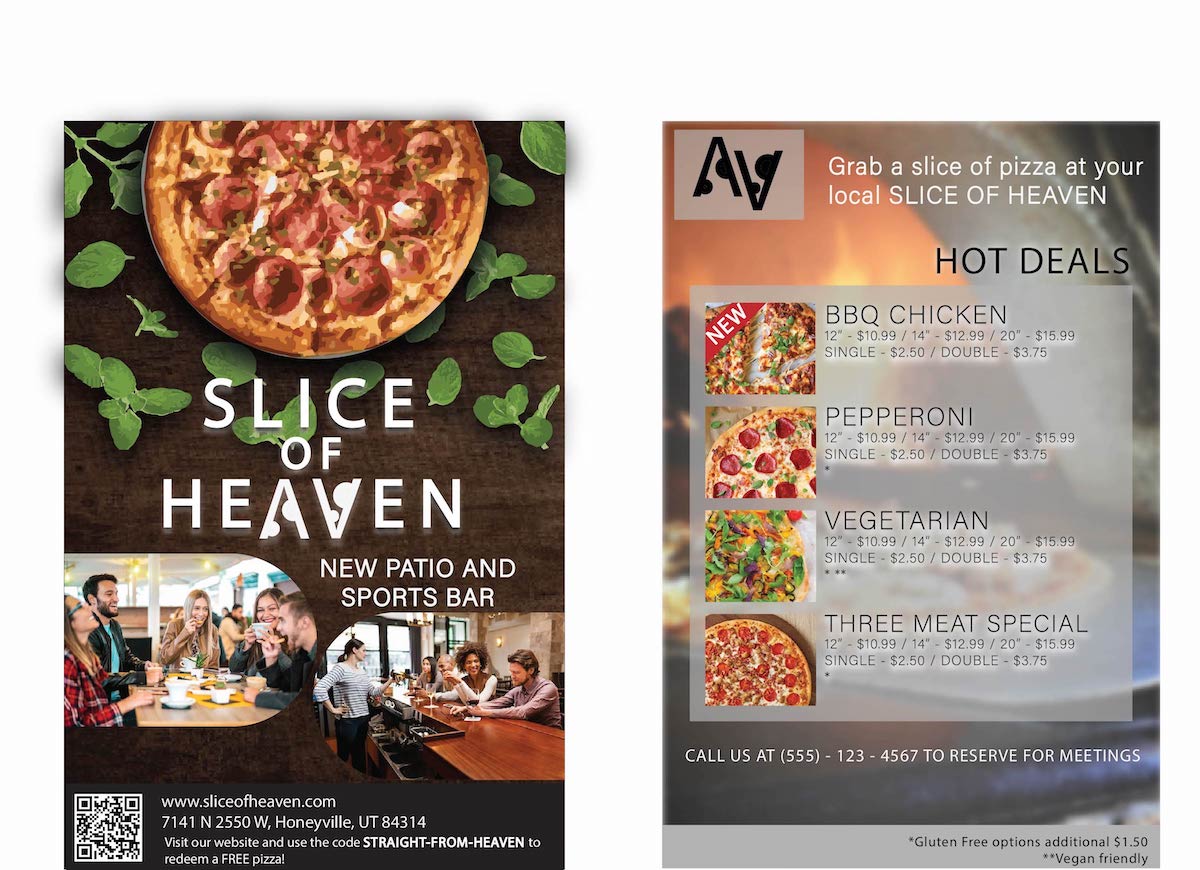 SLICE
OF
HEAVEN
NEW PATIO AND
SPORTS BAR
www.sliceofheaven.com
7141 N 2550 W, Honeyville, UT 84314
Visit our website and use the code STRAIGHT-FROM-HEAVEN to
redeem a FREE pizza!
AV
Grab a slice of pizza at your
local SLICE OF HEAVEN
HOT DEALS
NEW
BBQ CHICKEN
12" - $10.99 / 14" - $12.99 / 20" - $15.99
SINGLE - $2.50 / DOUBLE - $3.75
PEPPERONI
12" - $10.99 / 14" - $12.99 / 20" - $15.99
SINGLE - $2.50 / DOUBLE - $3.75
*
VEGETARIAN
12" - $10.99 / 14" - $12.99 / 20" - $15.99
SINGLE - $2.50 / DOUBLE - $3.75
* **
THREE MEAT SPECIAL
12" - $10.99 / 14" - $12.99 / 20" - $15.99
SINGLE - $2.50 / DOUBLE - $3.75
*
CALL US AT (555) - 123 - 4567 TO RESERVE FOR MEETINGS
*Gluten Free options additional $1.50
**Vegan friendly